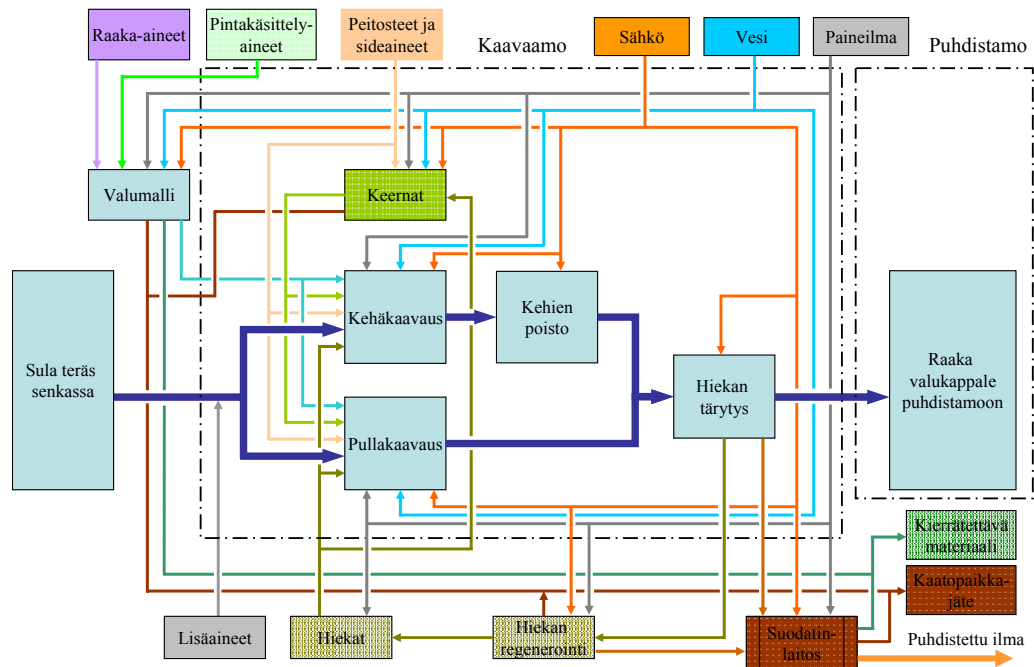 Raaka-aineet
Pintakäsittely-
aineet
Peitosteet ja
sideaineet
Kaavaamo
Sähkö
Vesi
Paineilma
Puhdistamo
Valumalli
Keernat
Sula teräs
senkassa
Kehäkaavaus
Kehien
poisto
Hiekan
tärytys
Raaka
valukappale
puhdistamoon
Pullakaavaus
Kierrätettävä
materiaali
Kaatopaikka-
jäte
Lisäaineet
Hiekat
Hiekan
regenerointi
Suodatin-
laitos
Puhdistettu ilma